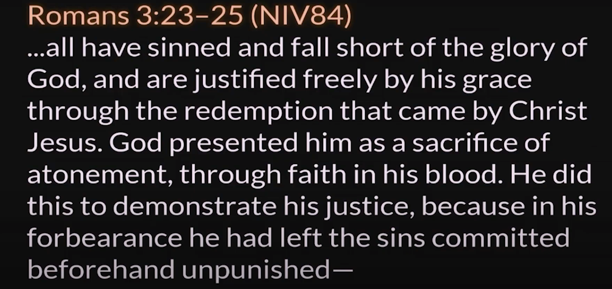 Romans 3:23–25 (NIV84)
...all have sinned and fall short of the glory of
God, and are justified freely by his grace
through the redemption that came by Christ
Jesus. God presented him as a sacrifice of
atonement, through faith in his blood. He did
this to demonstrate his justice, because in his
forbearance he had left the sins committed
beforehand unpunished—